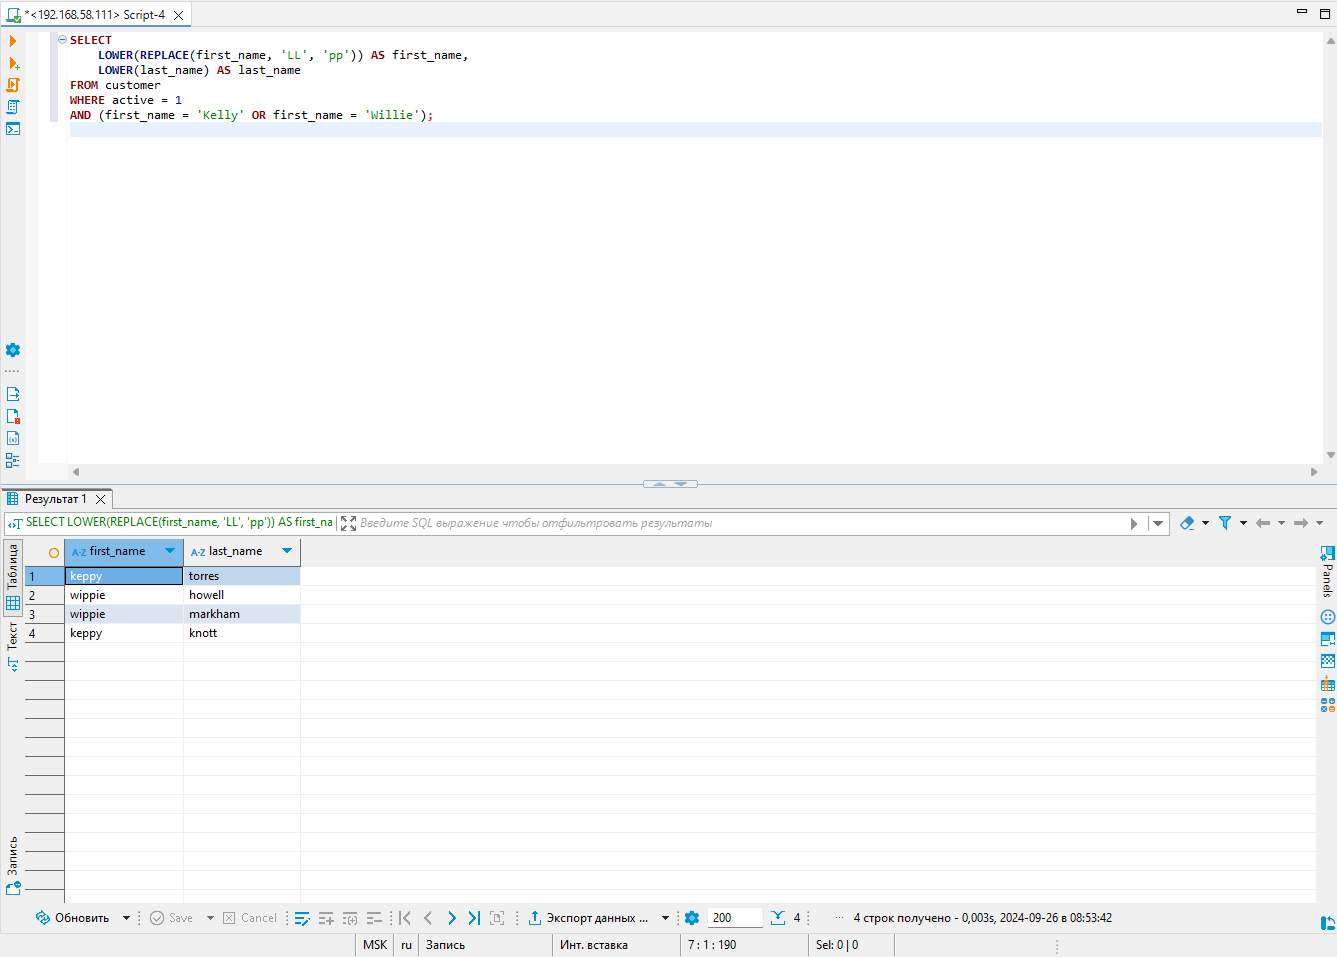 *<192.168.58.111> Script-4
SELECT
LOWER(REPLACE(first_name, 'LL', 'pp')) AS first_name,
LOWER(last_name) AS last_name
FROM customer
WHERE active = 1
AND (first_name = 'Kelly' OR first_name = 'Willie');
Результат 1
SELECT LOWER(REPLACE(first_name, 'LL', 'pp')) AS first_na
Введите SQL выражение чтобы отфильтровать результаты
Таблица
Текст
Запись
A-Z first_name A-Z last_name
1 keppy torres
2 wippie howell
3 wippie markham
4 keppy knott
Panels
Обновить Save Cancel Экспорт данных ... 200 4 ... 4 строк получено - 0,003s, 2024-09-26 в 08:53:42
MSK ru Запись Инт. вставка 7 : 1 : 190 Sel: 0 | 0